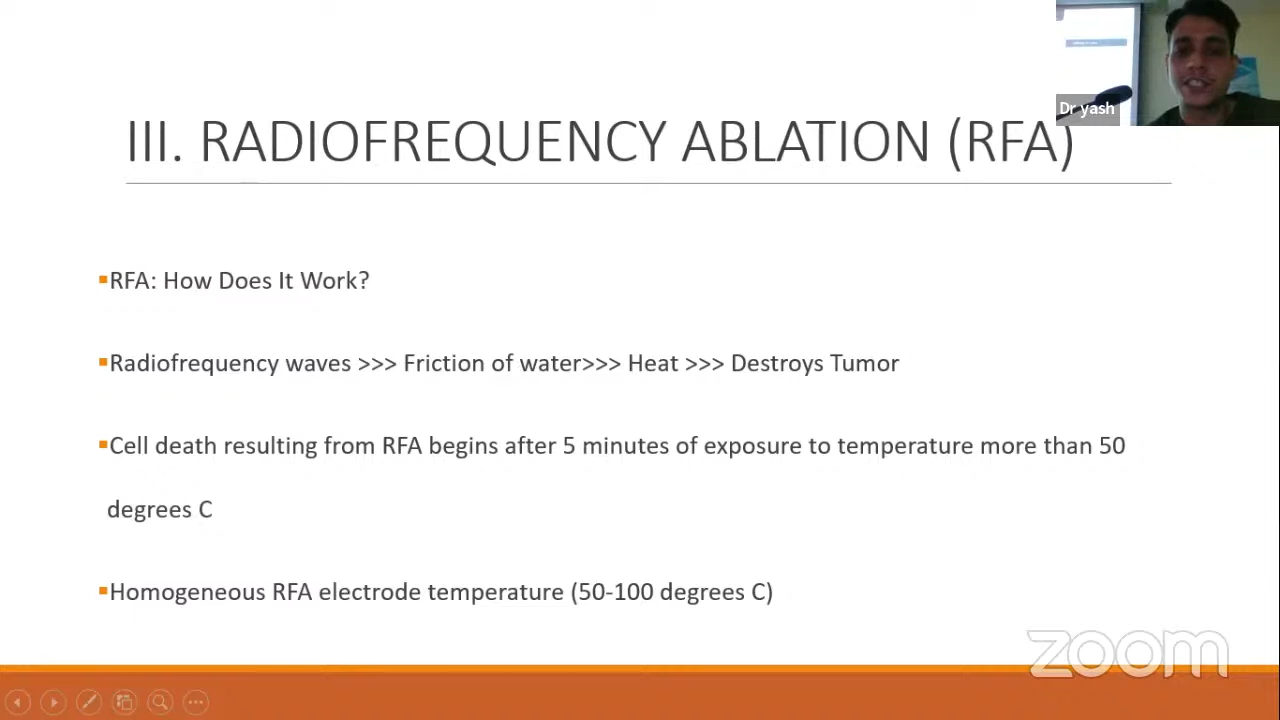 Dr yash
III. RADIOFREQUENCY ABLATION (RFA)
RFA: How Does It Work?
Radiofrequency waves >>> Friction of water>>> Heat >>> Destroys Tumor
Cell death resulting from RFA begins after 5 minutes of exposure to temperature more than 50
degrees C
Homogeneous RFA electrode temperature (50-100 degrees C)
zoom